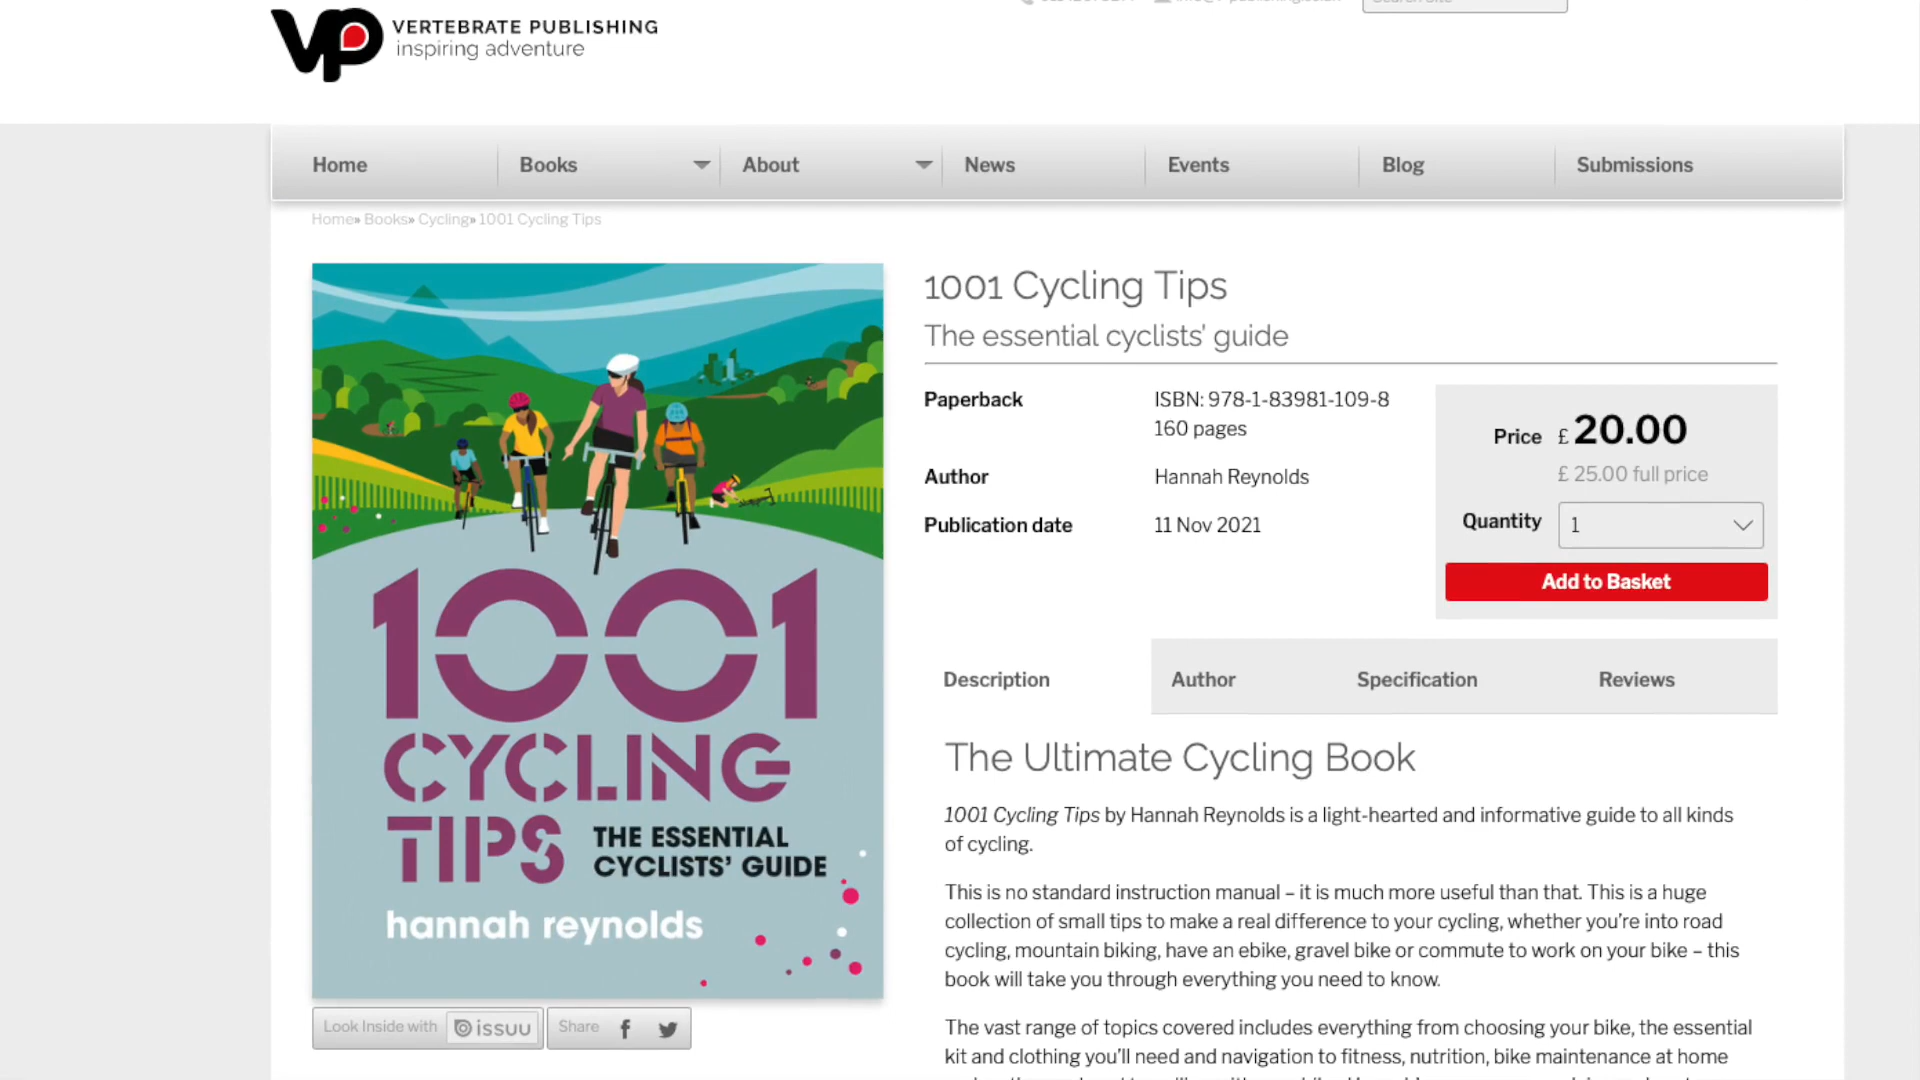 VERTEBRATE PUBLISHING
inspiring adventure
Home
Books
About
News
Events
Blog
Submissions
Home» Books» Cycling» 1001 Cycling Tips
1001
CYCLING
TIPS
THE ESSENTIAL
CYCLISTS' GUIDE
hannah reynolds
Look Inside with issuu
Share
1001 Cycling Tips
The essential cyclists' guide
Paperback
ISBN: 978-1-83981-109-8
160 pages
Author
Hannah Reynolds
Publication date
11 Nov 2021
Price £ 20.00
£ 25.00 full price
Quantity 1
Add to Basket
Description
Author
Specification
Reviews
The Ultimate Cycling Book
1001 Cycling Tips by Hannah Reynolds is a light-hearted and informative guide to all kinds
of cycling.
This is no standard instruction manual – it is much more useful than that. This is a huge
collection of small tips to make a real difference to your cycling, whether you're into road
cycling, mountain biking, have an ebike, gravel bike or commute to work on your bike – this
book will take you through everything you need to know.
The vast range of topics covered includes everything from choosing your bike, the essential
kit and clothing you'll need and navigation to fitness, nutrition, bike maintenance at home